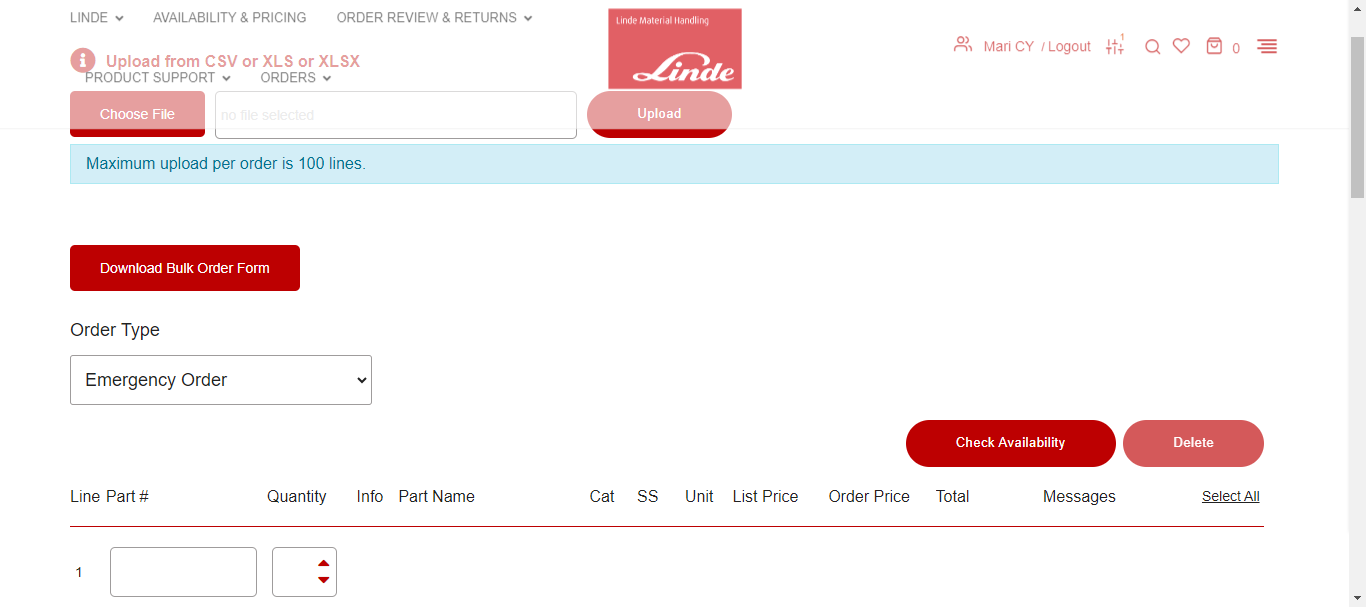 LINDE AVAILABILITY & PRICING ORDER REVIEW & RETURNS
Linde Material Handling
Linde
Mari CY / Logout 1 0
Upload from CSV or XLS or XLSX
PRODUCT SUPPORT ORDERS
Choose File no file selected Upload
Maximum upload per order is 100 lines.
Download Bulk Order Form
Order Type
Emergency Order
Check Availability Delete
Line Part # Quantity Info Part Name Cat SS Unit List Price Order Price Total Messages Select All
1